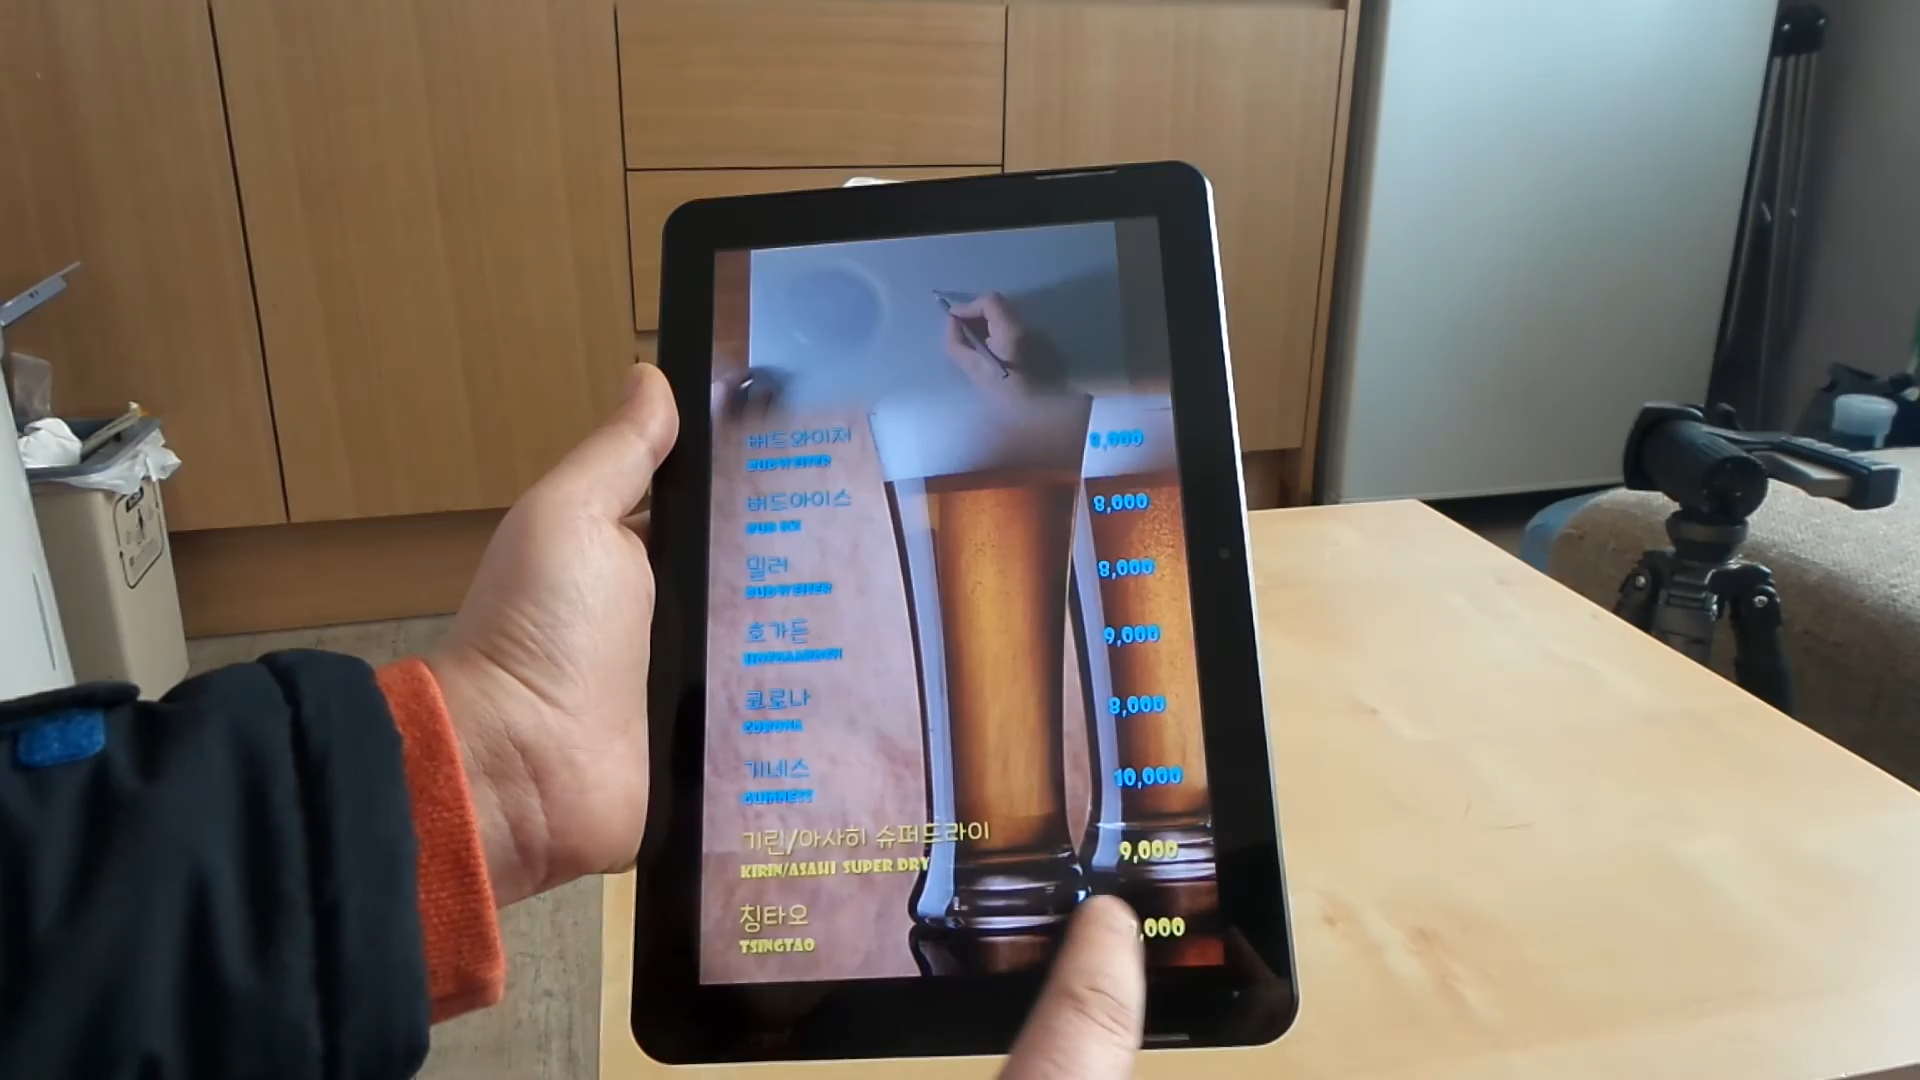 버드와이저 8,000
BUDWEISER
버드아이스 8,000
BUD ICE
밀러 8,000
BUDWEISER
호가든 9,000
HOEGAARDEN
코로나 8,000
CORONA
기네스 10,000
GUINNESS
기린/아사히 슈퍼드라이 9,000
KIRIN/ASAHI SUPER DRY
칭타오 ,000
TSINGTAO